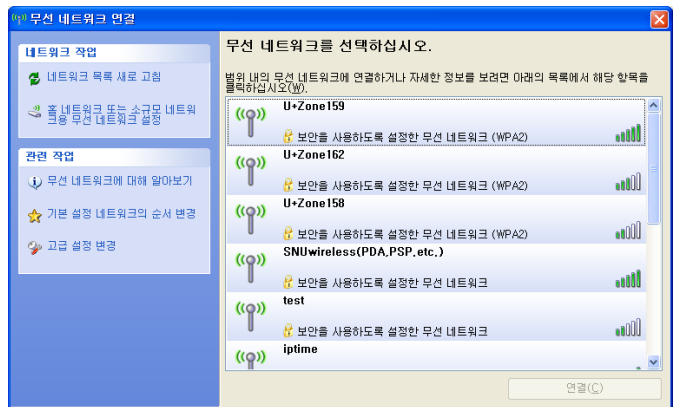 무선 네트워크 연결
네트워크 작업
네트워크 목록 새로 고침
홈 네트워크 또는 소규모 네트워
크용 무선 네트워크 설정
관련 작업
무선 네트워크에 대해 알아보기
기본 설정 네트워크의 순서 변경
고급 설정 변경
무선 네트워크를 선택하십시오.
범위 내의 무선 네트워크에 연결하거나 자세한 정보를 보려면 아래의 목록에서 해당 항목을
클릭하십시오(W).
U+Zone159
보안을 사용하도록 설정한 무선 네트워크 (WPA2)
U+Zone162
보안을 사용하도록 설정한 무선 네트워크 (WPA2)
U+Zone158
보안을 사용하도록 설정한 무선 네트워크 (WPA2)
SNUwireless(PDA,PSP,etc,)
보안을 사용하도록 설정한 무선 네트워크
test
보안을 사용하도록 설정한 무선 네트워크
iptime
연결(C)